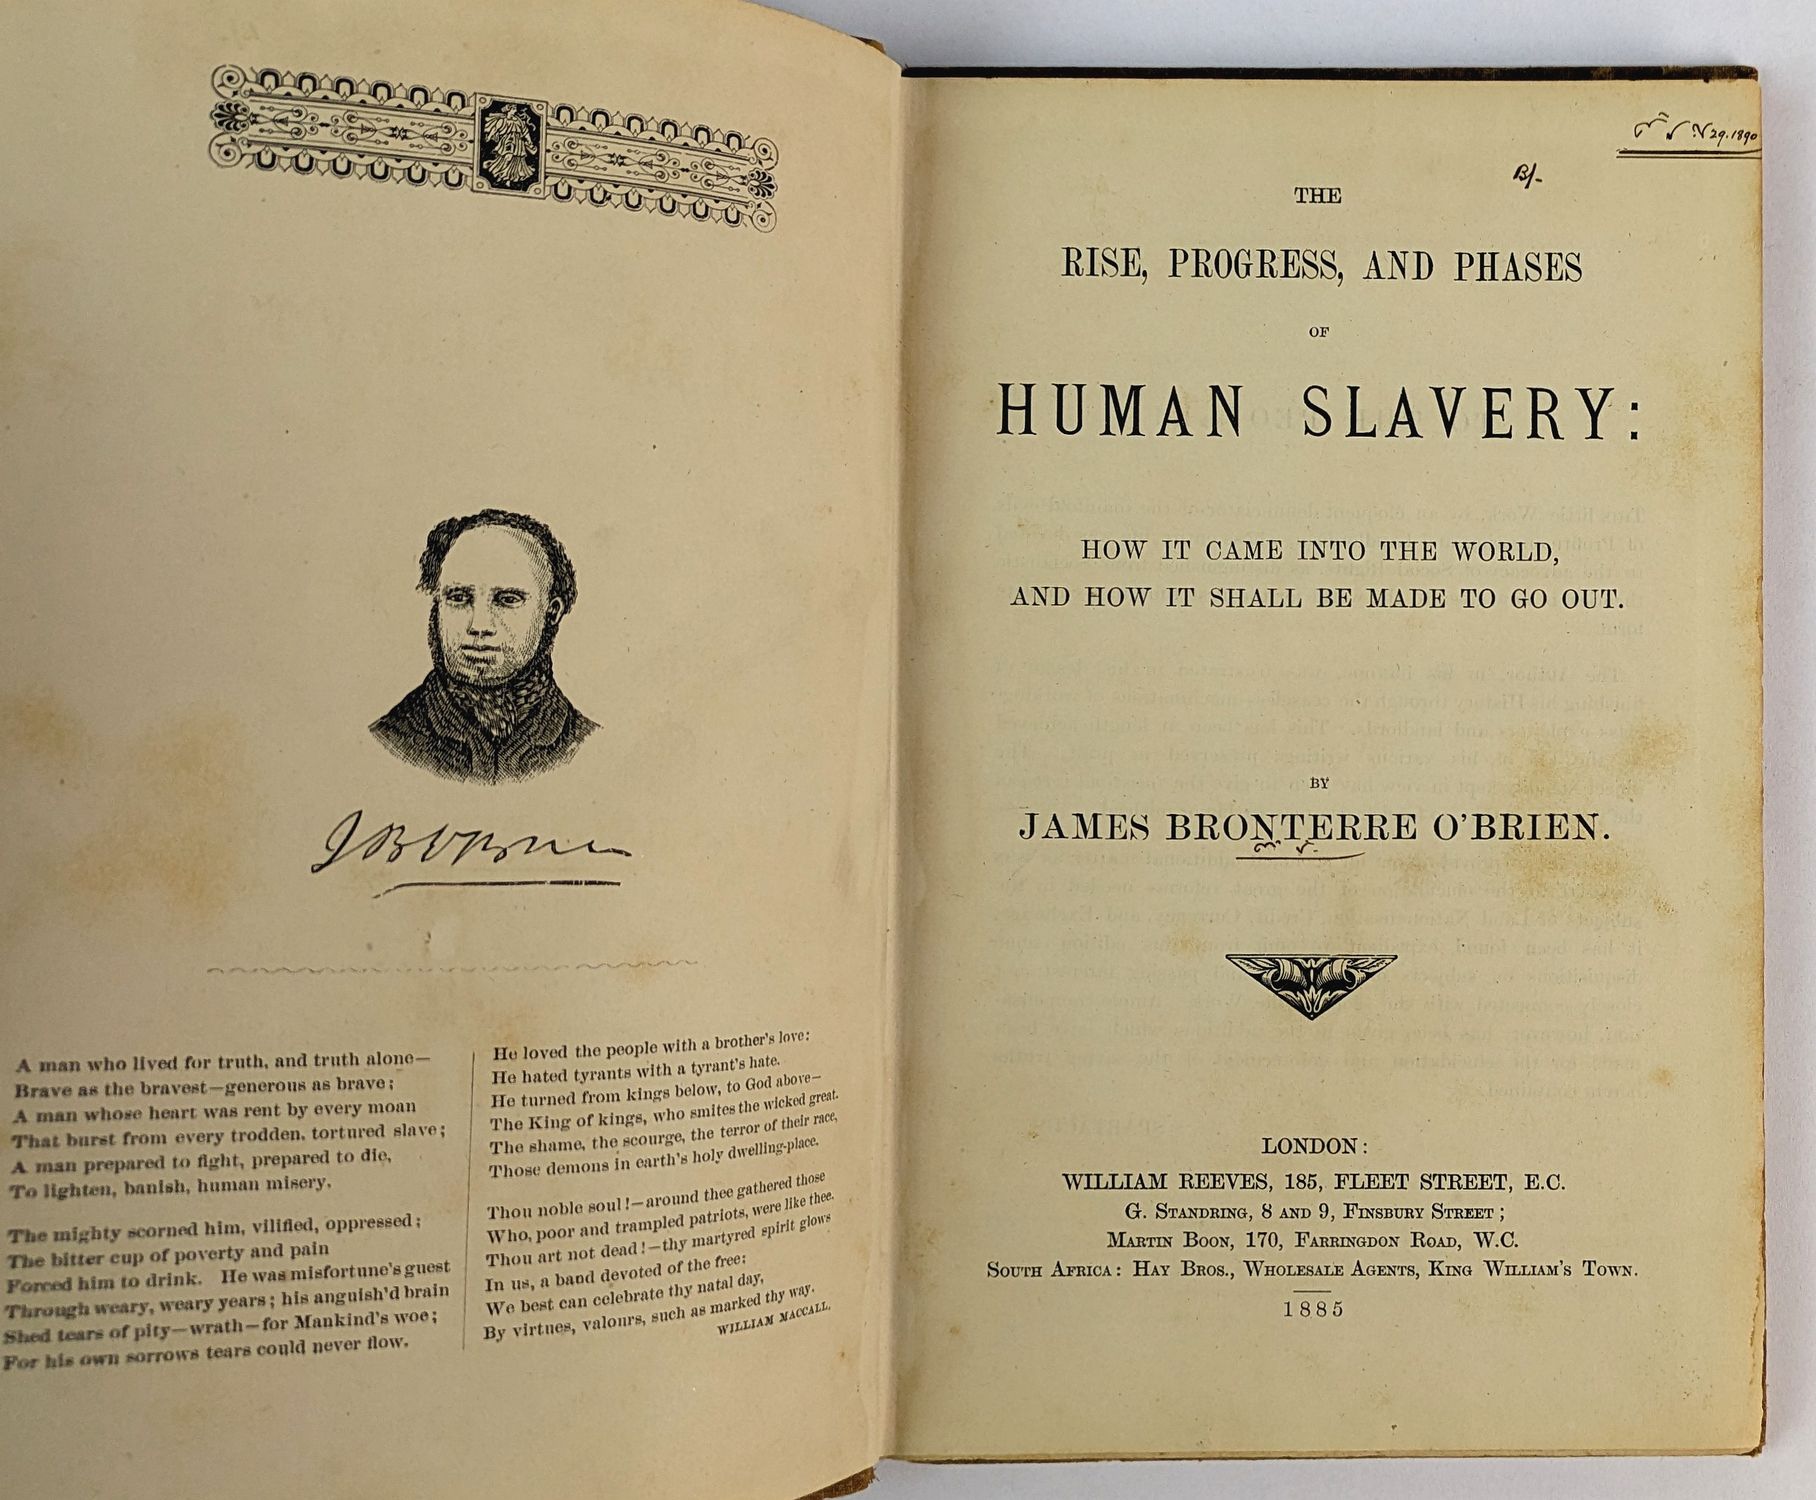 J B O'Brien
A man who lived for truth, and truth alone—
Brave as the bravest—generous as brave;
A man whose heart was rent by every moan
That burst from every trodden, tortured slave;
A man prepared to fight, prepared to die,
To lighten, banish, human misery.
The mighty scorned him, vilified, oppressed;
The bitter cup of poverty and pain
Forced him to drink. He was misfortune's guest
Through weary, weary years; his anguish'd brain
Shed tears of pity—wrath—for Mankind's woe;
For his own sorrows tears could never flow.
He loved the people with a brother's love:
He hated tyrants with a tyrant's hate.
He turned from kings below, to God above—
The King of kings, who smites the wicked great.
The shame, the scourge, the terror of their race,
Those demons in earth's holy dwelling-place.
Thou noble soul!—around thee gathered those
Who, poor and trampled patriots, were like thee.
Thou art not dead!—thy martyred spirit glows
In us, a band devoted of the free:
We best can celebrate thy natal day,
By virtues, valours, such as marked thy way.
WILLIAM MACCALL.
N 29. 1890
THE
RISE, PROGRESS, AND PHASES
OF
HUMAN SLAVERY:
HOW IT CAME INTO THE WORLD,
AND HOW IT SHALL BE MADE TO GO OUT.
BY
JAMES BRONTERRE O'BRIEN.
LONDON:
WILLIAM REEVES, 185, FLEET STREET, E.C.
G. STANDRING, 8 AND 9, FINSBURY STREET;
MARTIN BOON, 170, FARRINGDON ROAD, W.C.
SOUTH AFRICA: HAY BROS., WHOLESALE AGENTS, KING WILLIAM'S TOWN.
1885